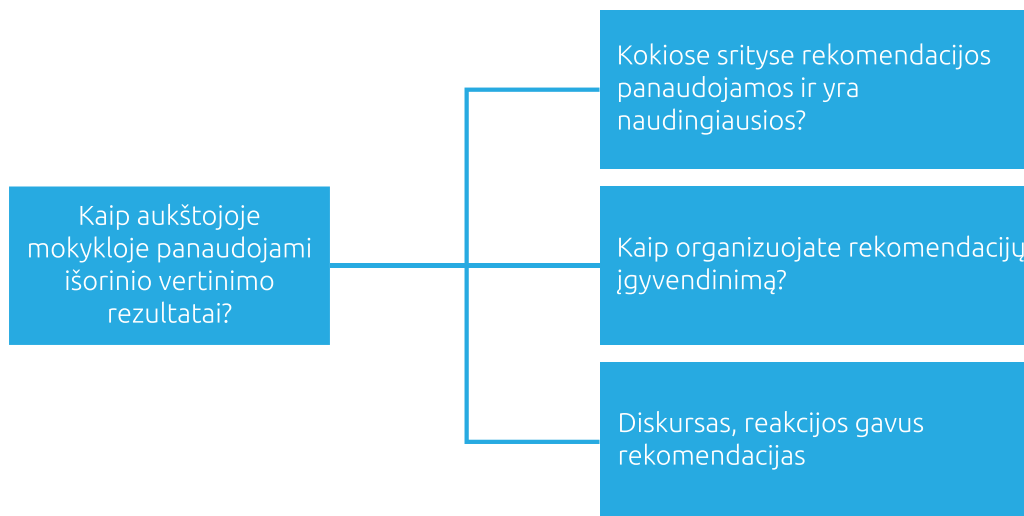 Kaip aukštojoje
mokykloje panaudojami
išorinio vertinimo
rezultatai?
Kokiose srityse rekomendacijos
panaudojamos ir yra
naudingiausios?
Kaip organizuojate rekomendacijų
įgyvendinimą?
Diskursas, reakcijos gavus
rekomendacijas